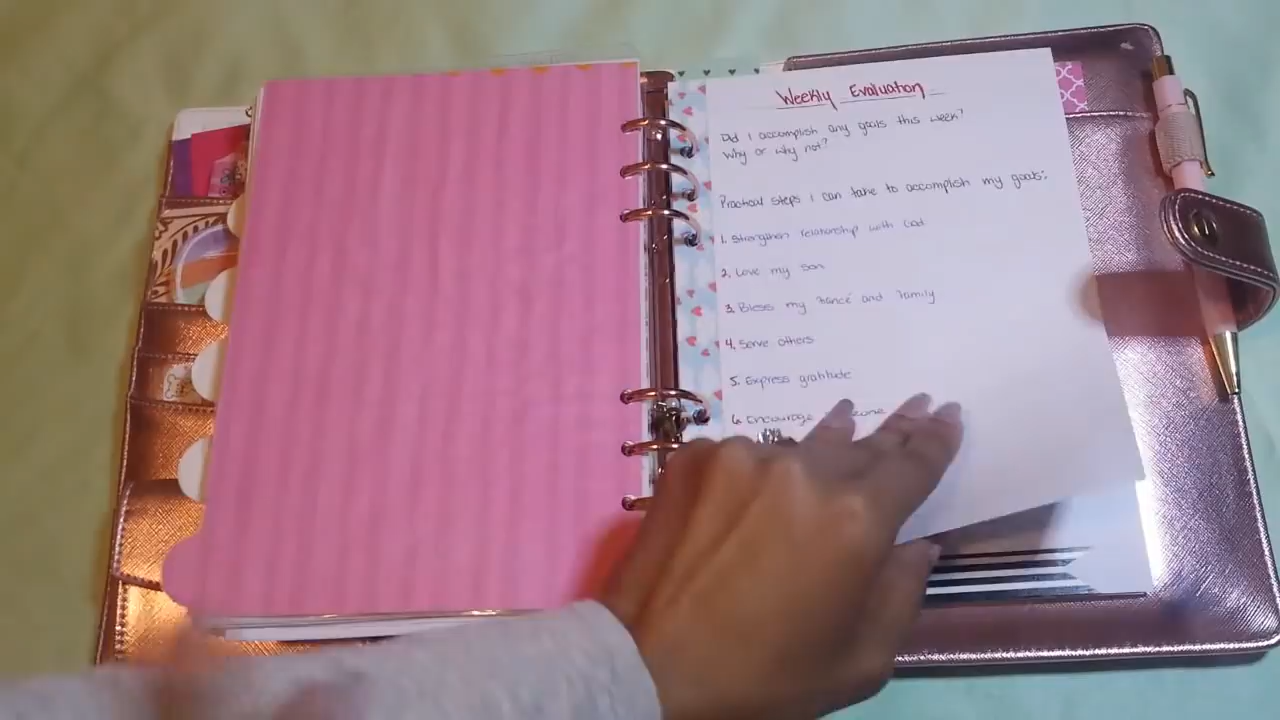 Weekly Evaluation
Did I accomplish any goals this week?
Why or why not?
Practical steps I can take to accomplish my goals:
1. Strengthen relationship with God
2. Love my son
3. Bless my fiancé and family
4. Serve others
5. Express gratitude
6. Encourage